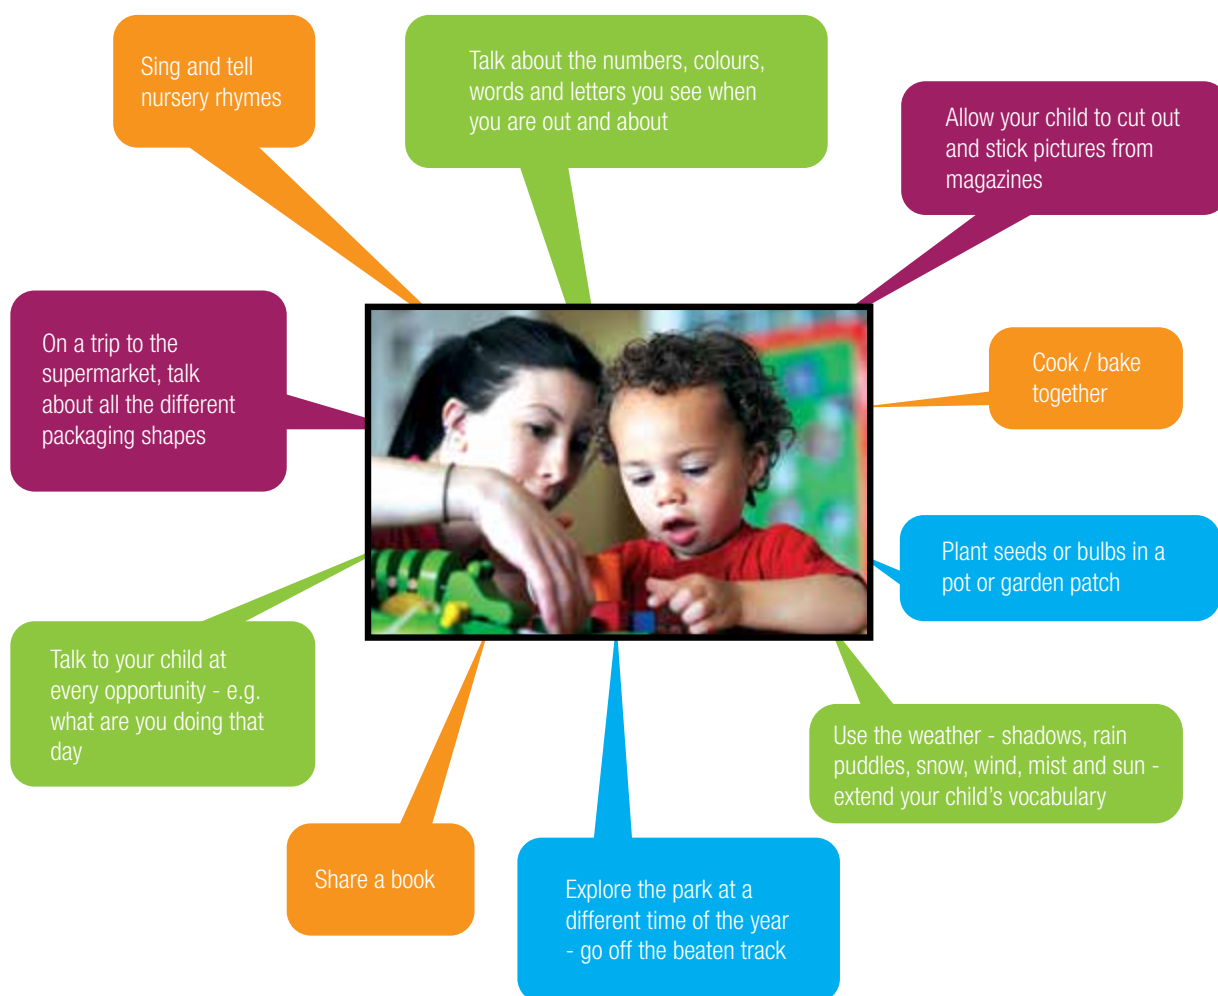 Sing and tell
nursery rhymes
Talk about the numbers, colours,
words and letters you see when
you are out and about
Allow your child to cut out
and stick pictures from
magazines
On a trip to the
supermarket, talk
about all the different
packaging shapes
Cook / bake
together
Plant seeds or bulbs in a
pot or garden patch
Talk to your child at
every opportunity - e.g.
what are you doing that
day
Use the weather - shadows, rain
puddles, snow, wind, mist and sun -
extend your child's vocabulary
Share a book
Explore the park at a
different time of the year
- go off the beaten track